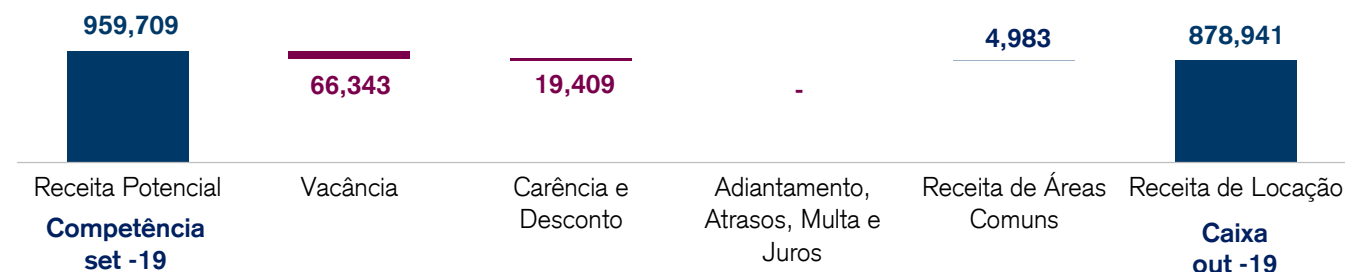 959,709
66,343
19,409
-
4,983
878,941
Receita Potencial
Competência
set -19
Vacância
Carência e
Desconto
Adiantamento,
Atrasos, Multa e
Juros
Receita de Áreas
Comuns
Receita de Locação
Caixa
out -19